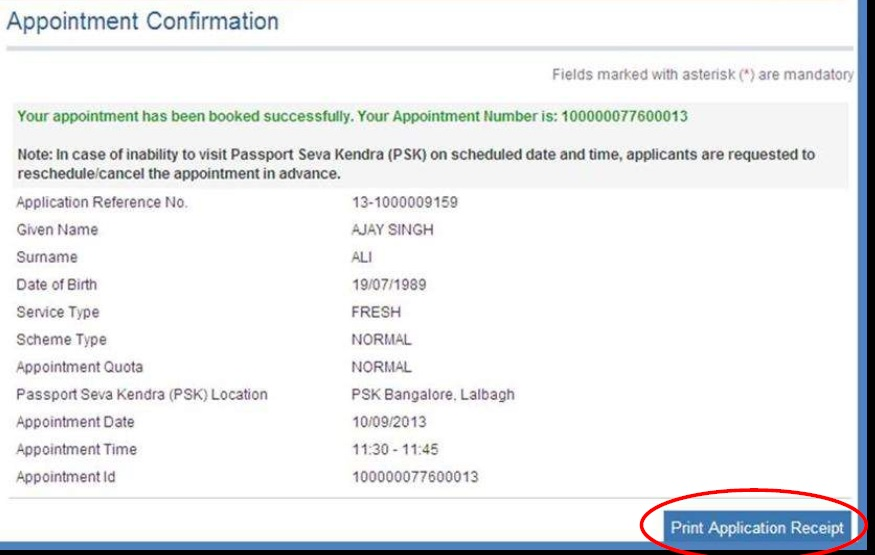 Appointment Confirmation
Fields marked with asterisk (*) are mandatory
Your appointment has been booked successfully. Your Appointment Number is: 100000077600013
Note: In case of inability to visit Passport Seva Kendra (PSK) on scheduled date and time, applicants are requested to
reschedule/cancel the appointment in advance.
Application Reference No. 13-1000009159
Given Name AJAY SINGH
Surname ALI
Date of Birth 19/07/1989
Service Type FRESH
Scheme Type NORMAL
Appointment Quota NORMAL
Passport Seva Kendra (PSK) Location PSK Bangalore, Lalbagh
Appointment Date 10/09/2013
Appointment Time 11:30 - 11:45
Appointment Id 100000077600013
Print Application Receipt